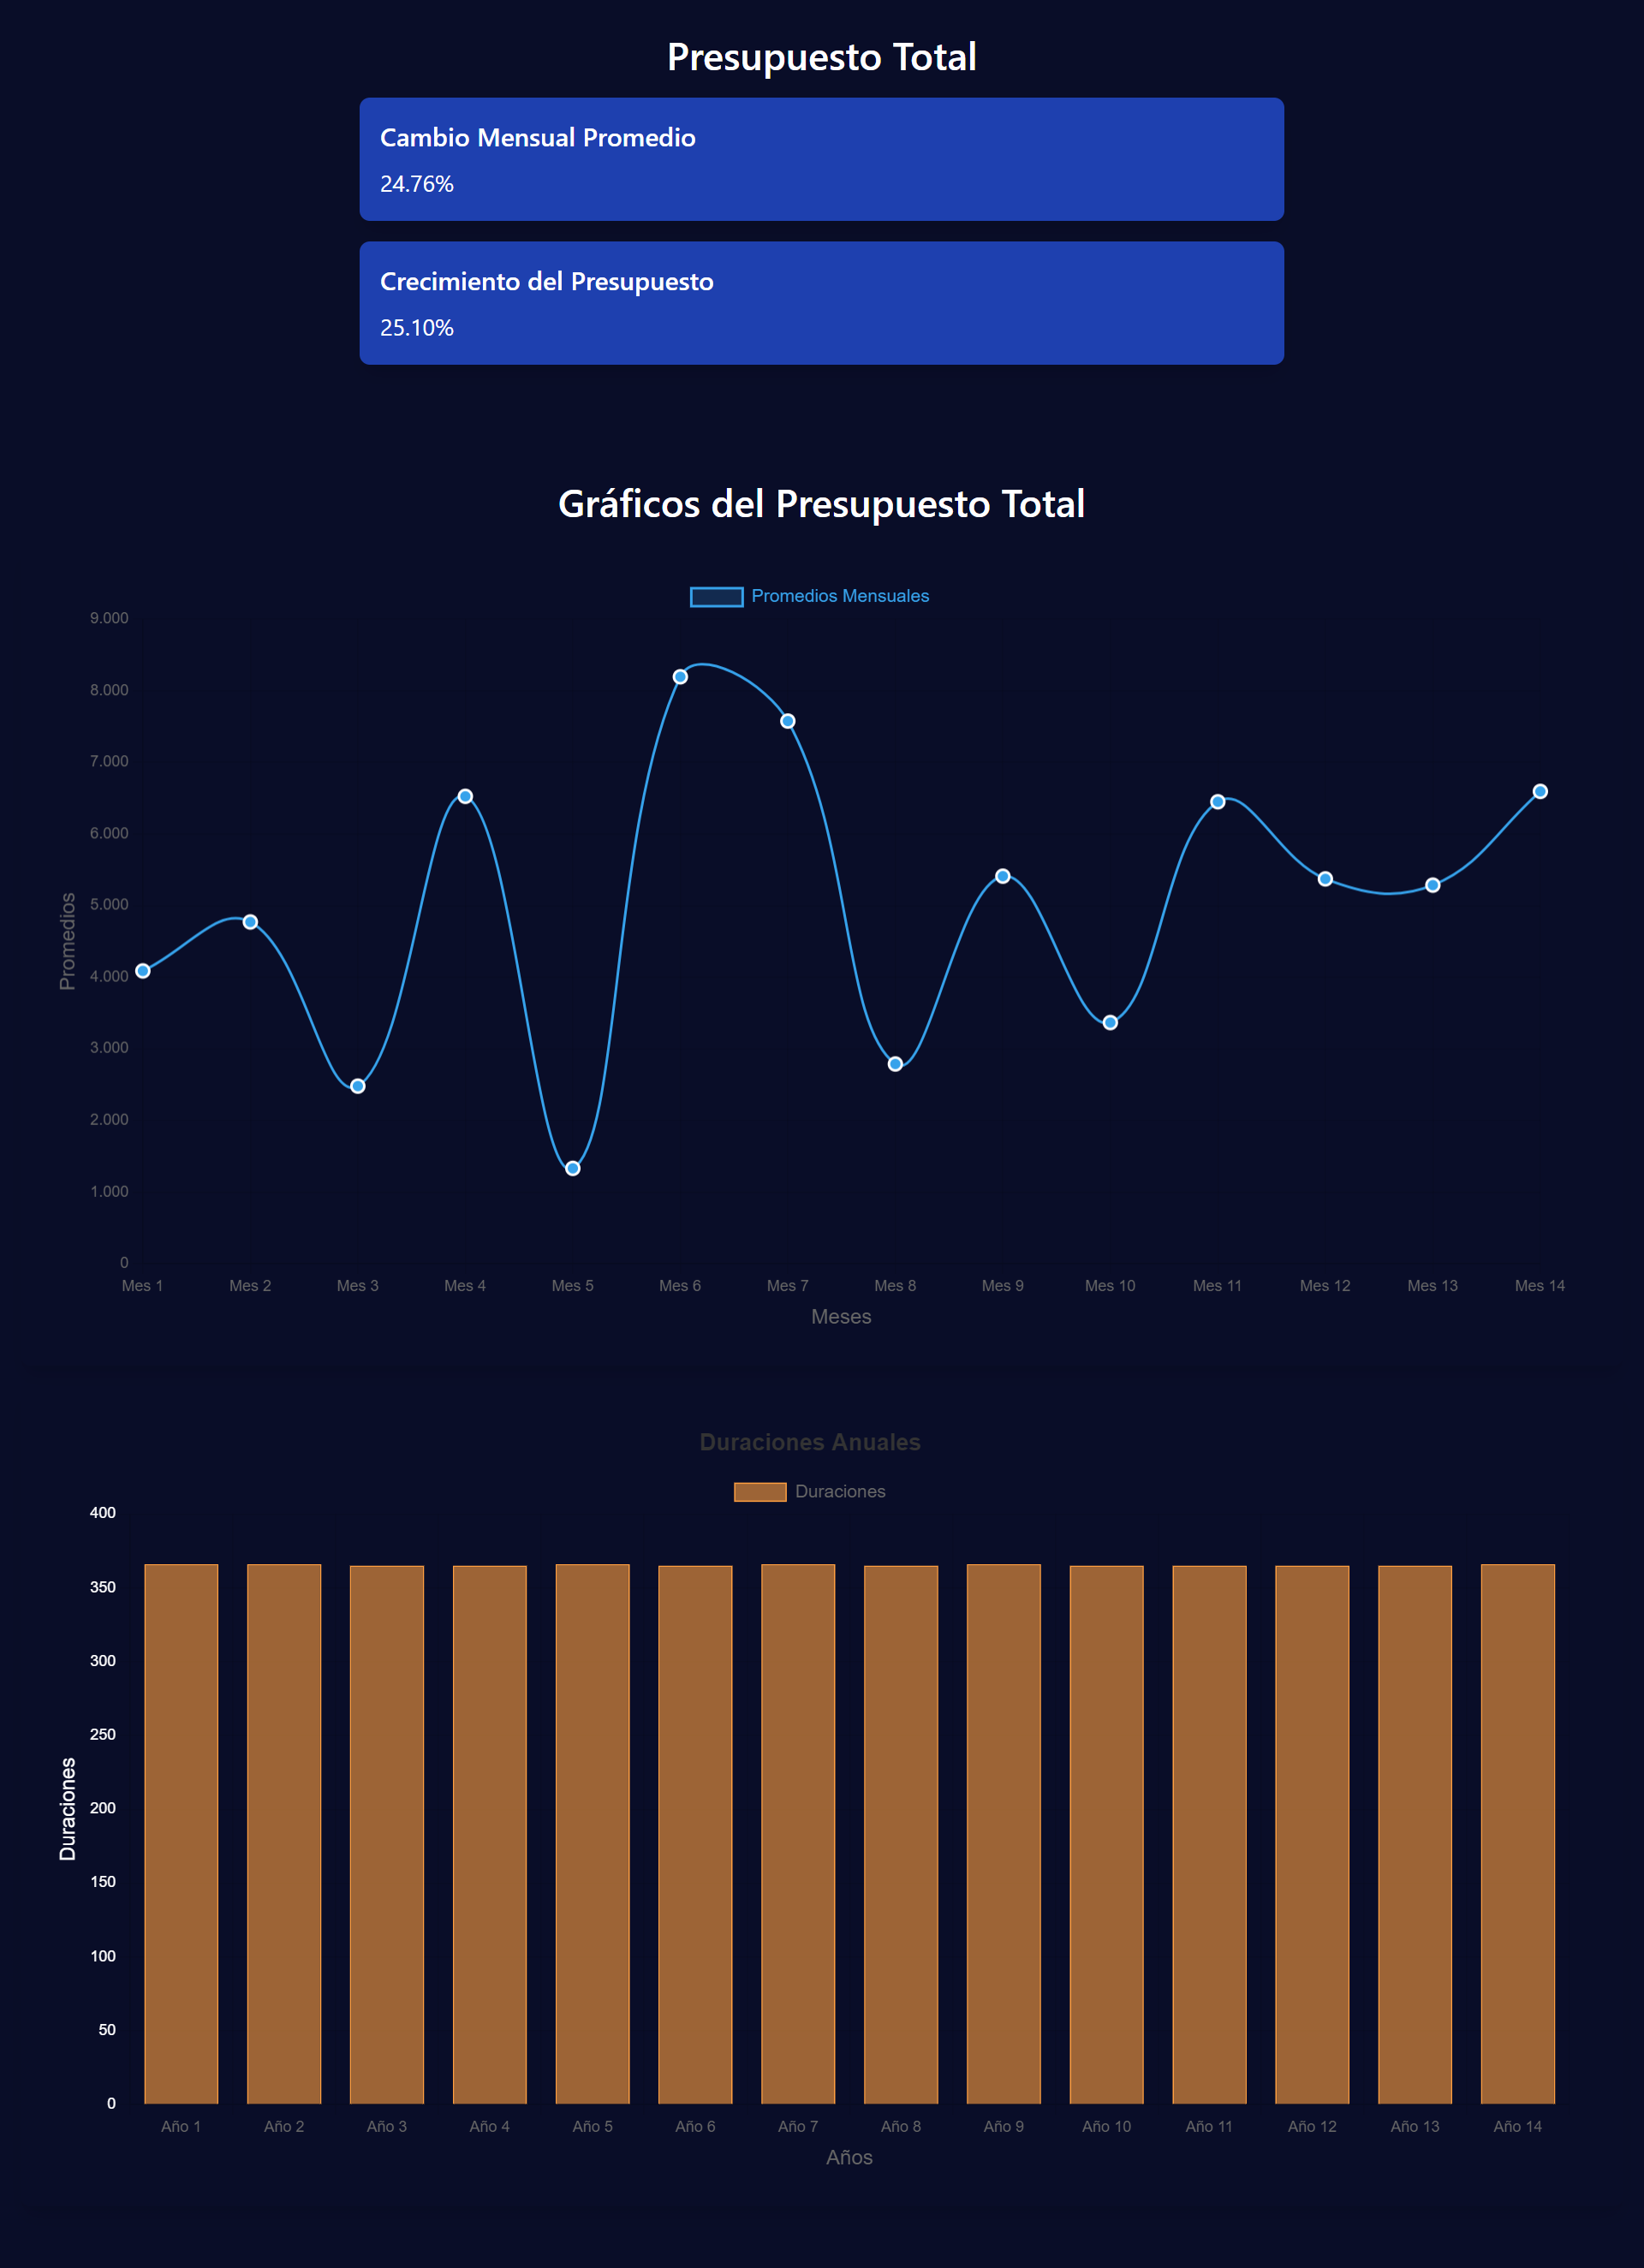 Presupuesto Total
Cambio Mensual Promedio
24.76%
Crecimiento del Presupuesto
25.10%
Gráficos del Presupuesto Total
Promedios Mensuales
9.000
8.000
7.000
6.000
5.000
4.000
3.000
2.000
1.000
0
Promedios
Mes 1 Mes 2 Mes 3 Mes 4 Mes 5 Mes 6 Mes 7 Mes 8 Mes 9 Mes 10 Mes 11 Mes 12 Mes 13 Mes 14
Meses
Duraciones Anuales
Duraciones
400
350
300
250
200
150
100
50
0
Duraciones
Año 1 Año 2 Año 3 Año 4 Año 5 Año 6 Año 7 Año 8 Año 9 Año 10 Año 11 Año 12 Año 13 Año 14
Años